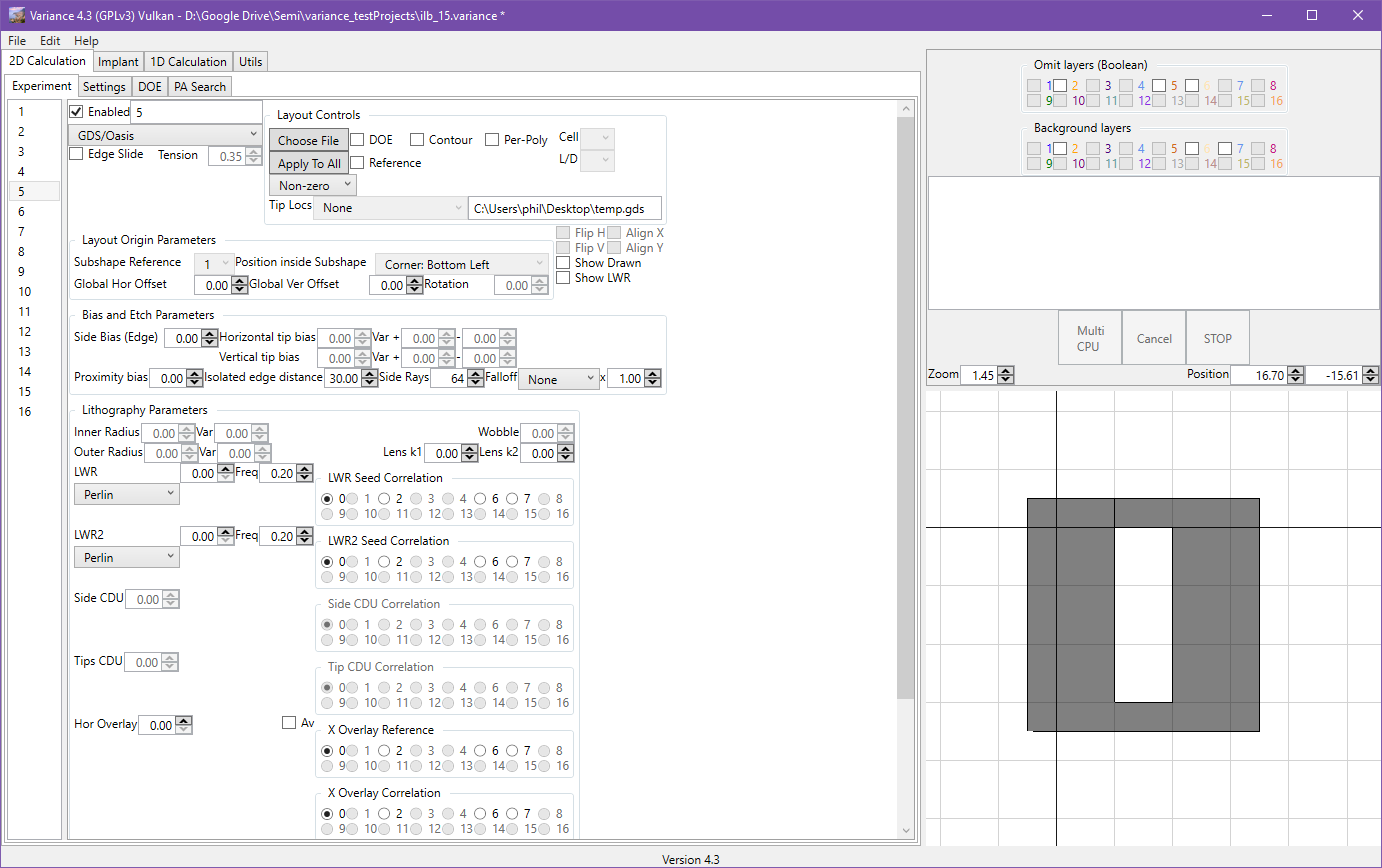 Variance 4.3 (GPLv3) Vulkan - D:\Google Drive\Semi\variance_testProjects\ilb_15.variance *
File Edit Help
2D Calculation Implant 1D Calculation Utils
Experiment Settings DOE PA Search
1
2
3
4
5
6
7
8
9
10
11
12
13
14
15
16
Enabled 5
GDS/Oasis
Edge Slide Tension 0.35
Layout Controls
Choose File DOE Contour Per-Poly Cell
Apply To All Reference L/D
Non-zero
Tip Locs None C:\Users\phil\Desktop\temp.gds
Layout Origin Parameters
Subshape Reference 1 Position inside Subshape Corner: Bottom Left
Global Hor Offset 0.00 Global Ver Offset 0.00 Rotation 0.00
Flip H Align X
Flip V Align Y
Show Drawn
Show LWR
Bias and Etch Parameters
Side Bias (Edge) 0.00 Horizontal tip bias 0.00 Var + 0.00 - 0.00
Vertical tip bias 0.00 Var + 0.00 - 0.00
Proximity bias 0.00 Isolated edge distance 30.00 Side Rays 64 Falloff None x 1.00
Lithography Parameters
Inner Radius 0.00 Var 0.00 Wobble 0.00
Outer Radius 0.00 Var 0.00 Lens k1 0.00 Lens k2 0.00
LWR 0.00 Freq 0.20
Perlin
LWR Seed Correlation
0 1 2 3 4 6 7 8
9 10 11 12 13 14 15 16
LWR2 0.00 Freq 0.20
Perlin
LWR2 Seed Correlation
0 1 2 3 4 6 7 8
9 10 11 12 13 14 15 16
Side CDU 0.00
Side CDU Correlation
0 1 2 3 4 6 7 8
9 10 11 12 13 14 15 16
Tips CDU 0.00
Tip CDU Correlation
0 1 2 3 4 6 7 8
9 10 11 12 13 14 15 16
Hor Overlay 0.00 Av
X Overlay Reference
0 1 2 3 4 6 7 8
9 10 11 12 13 14 15 16
X Overlay Correlation
0 1 2 3 4 6 7 8
9 10 11 12 13 14 15 16
Omit layers (Boolean)
1 2 3 4 5 6 7 8
9 10 11 12 13 14 15 16
Background layers
1 2 3 4 5 6 7 8
9 10 11 12 13 14 15 16
Multi
CPU
Cancel
STOP
Zoom 1.45 Position 16.70 -15.61
Version 4.3